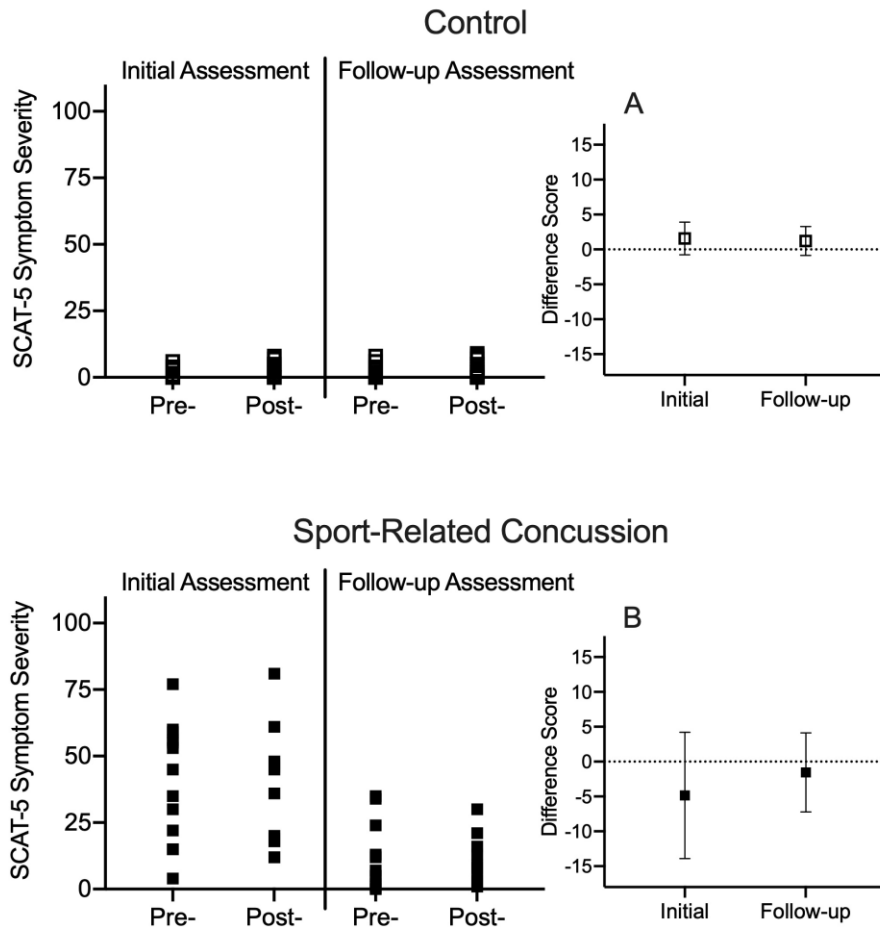 Control
Initial Assessment
Follow-up Assessment
SCAT-5 Symptom Severity
100
75
50
25
0
Pre-
Post-
Pre-
Post-
A
Difference Score
15
10
5
0
-5
-10
-15
Initial
Follow-up
Sport-Related Concussion
Initial Assessment
Follow-up Assessment
SCAT-5 Symptom Severity
100
75
50
25
0
Pre-
Post-
Pre-
Post-
B
Difference Score
15
10
5
0
-5
-10
-15
Initial
Follow-up